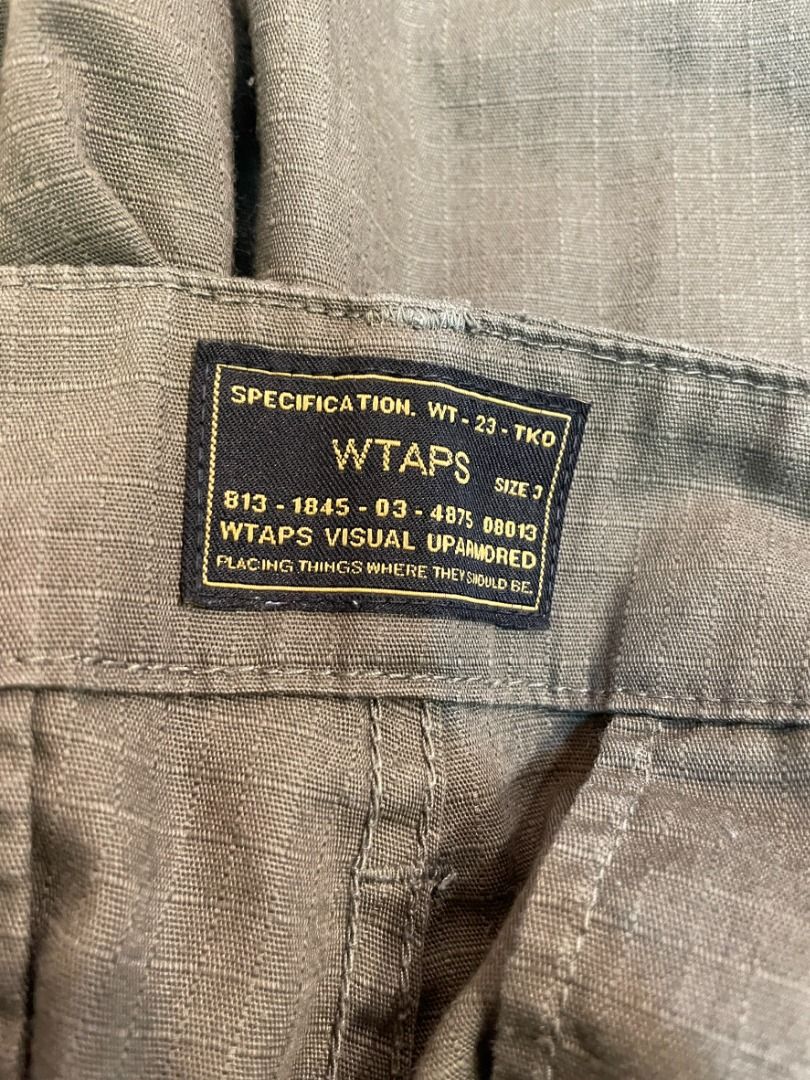 SPECIFICATION. WT - 23 - TKO
WTAPS
SIZE 3
813 - 1845 - 03 - 4875 08013
WTAPS VISUAL UPARMORED
PLACING THINGS WHERE THEY SHOULD BE.